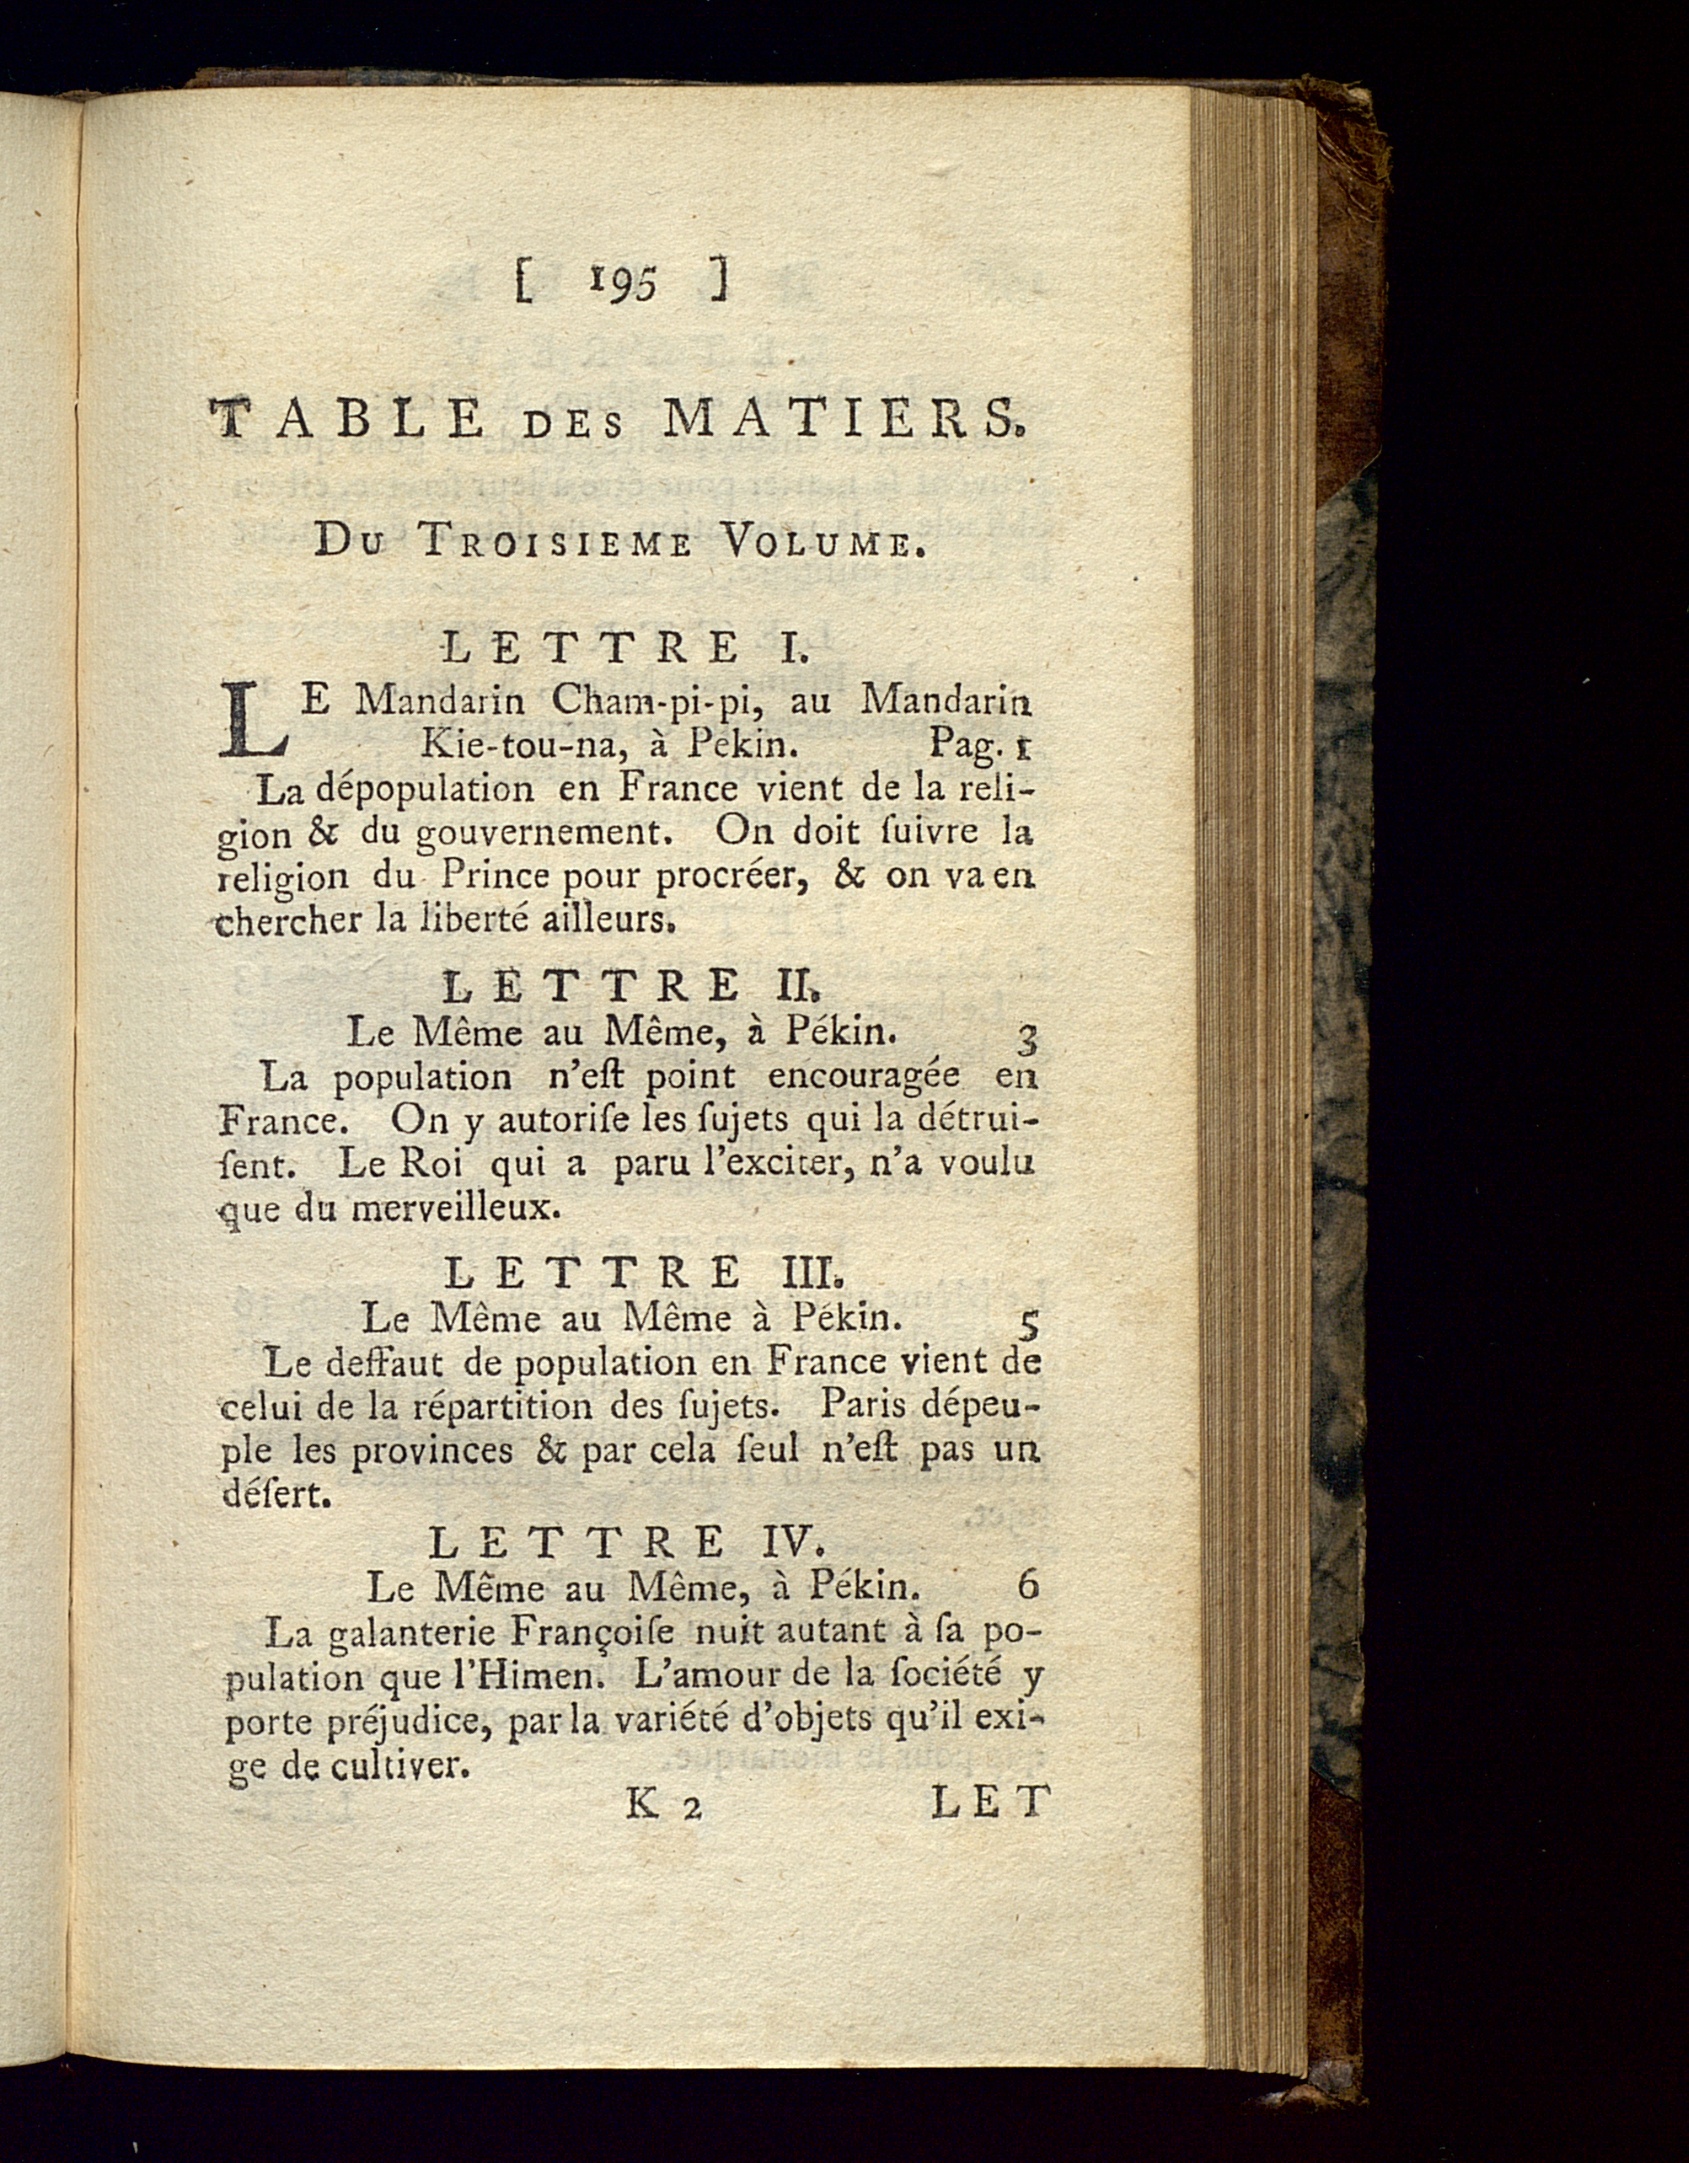 [ 195 ]
TABLE DES MATIERS.
DU TROISIEME VOLUME.
LETTRE I.
LE Mandarin Cham-pi-pi, au Mandarin
Kie-tou-na, à Pekin. Pag. 1
La dépopulation en France vient de la reli-
gion & du gouvernement. On doit ſuivre la
religion du Prince pour procréer, & on va en
chercher la liberté ailleurs.
LETTRE II.
Le Même au Même, à Pékin. 3
La population n'eſt point encouragée en
France. On y autoriſe les ſujets qui la détrui-
ſent. Le Roi qui a paru l'exciter, n'a voulu
que du merveilleux.
LETTRE III.
Le Même au Même à Pékin. 5
Le deffaut de population en France vient de
celui de la répartition des ſujets. Paris dépeu-
ple les provinces & par cela ſeul n'eſt pas un
déſert.
LETTRE IV.
Le Même au Même, à Pékin. 6
La galanterie Françoiſe nuit autant à ſa po-
pulation que l'Himen. L'amour de la ſociété y
porte préjudice, par la variété d'objets qu'il exi-
ge de cultiver.
K 2 LET